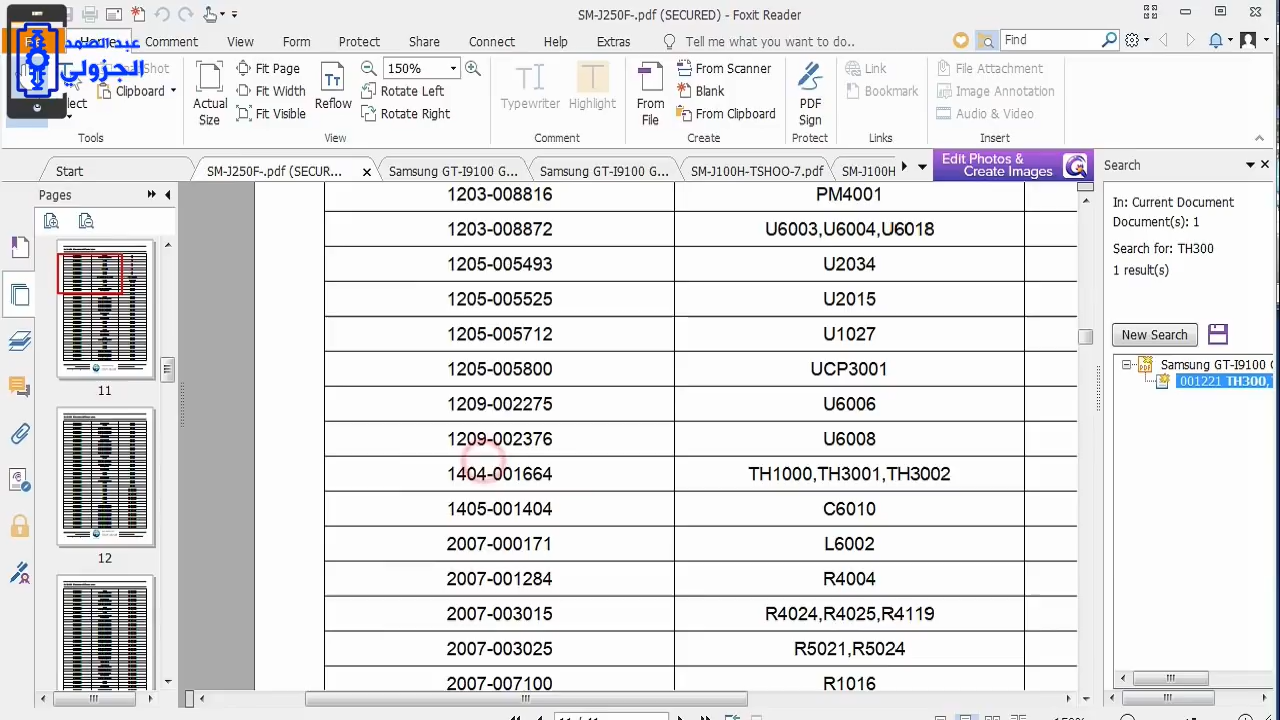 SM-J250F-.pdf (SECURED) - Foxit Reader
عبد الصمد
الجزولي
Comment View Form Protect Share Connect Help Extras Tell me what you want to do.. Find
Clipboard
Tools
Actual Size
Fit Page
Fit Width
Fit Visible
Reflow
150%
Rotate Left
Rotate Right
View
Typewriter Highlight
Comment
From File
From Scanner
Blank
From Clipboard
Create
PDF Sign
Protect
Link
Bookmark
Links
File Attachment
Image Annotation
Audio & Video
Insert
Start SM-J250F-.pdf (SECUR... Samsung GT-I9100 G... Samsung GT-I9100 G... SM-J100H-TSHOO-7.pdf SM-J100H
Edit Photos &
Create Images
Pages
11
12
1203-008816 PM4001
1203-008872 U6003,U6004,U6018
1205-005493 U2034
1205-005525 U2015
1205-005712 U1027
1205-005800 UCP3001
1209-002275 U6006
1209-002376 U6008
1404-001664 TH1000,TH3001,TH3002
1405-001404 C6010
2007-000171 L6002
2007-001284 R4004
2007-003015 R4024,R4025,R4119
2007-003025 R5021,R5024
2007-007100 R1016
Search
In: Current Document
Document(s): 1
Search for: TH300
1 result(s)
New Search
Samsung GT-I9100 G
001221 TH300,